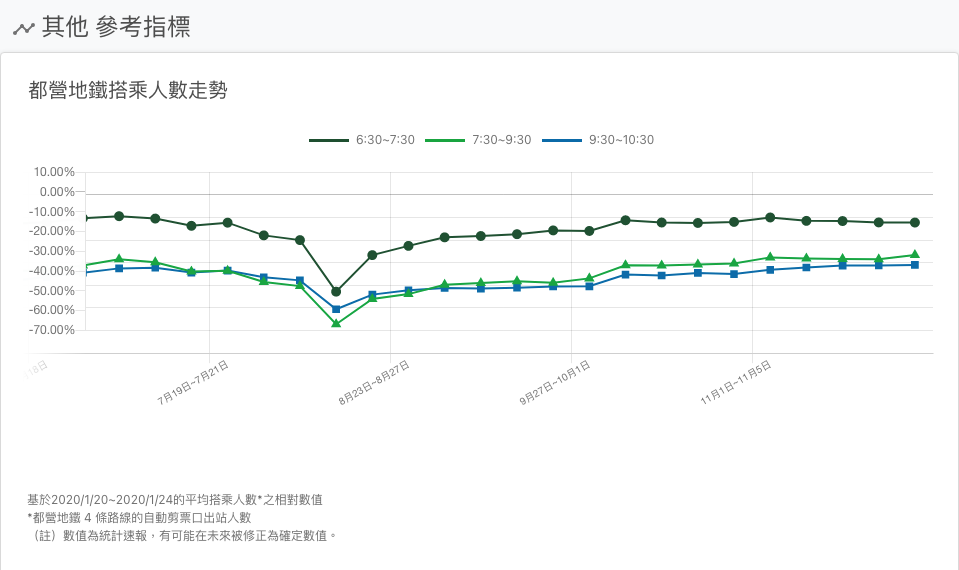 其他 參考指標
都營地鐵搭乘人數走勢
6:30~7:30 7:30~9:30 9:30~10:30
10.00%
0.00%
-10.00%
-20.00%
-30.00%
-40.00%
-50.00%
-60.00%
-70.00%
7月19日~7月21日 8月23日~8月27日 9月27日~10月1日 11月1日~11月5日
基於2020/1/20~2020/1/24的平均搭乘人數*之相對數值
*都營地鐵 4 條路線的自動剪票口出站人數
（註）數值為統計速報，有可能在未來被修正為確定數值。